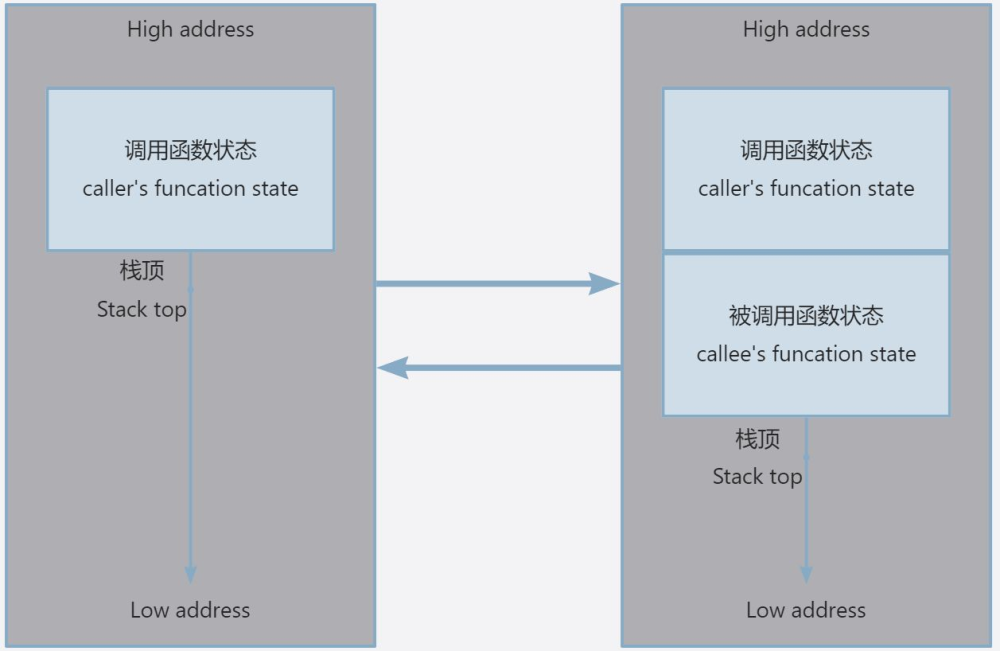 High address
调用函数状态
caller's funcation state
栈顶
Stack top
Low address
High address
调用函数状态
caller's funcation state
被调用函数状态
callee's funcation state
栈顶
Stack top
Low address